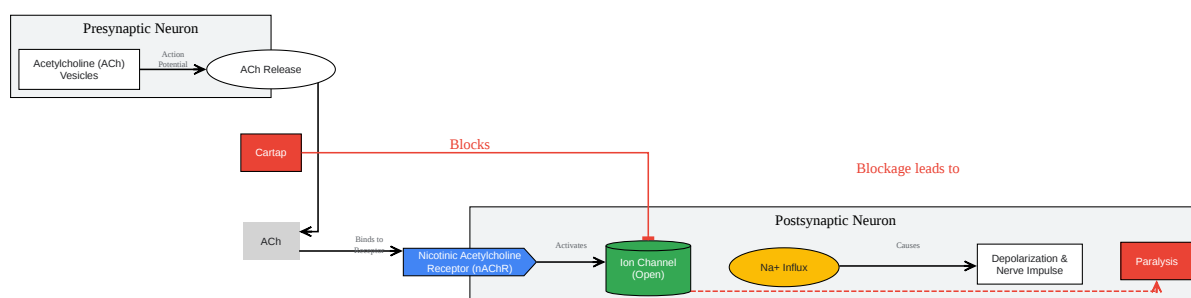 Presynaptic Neuron
Acetylcholine (ACh)
Vesicles
Action
Potential
ACh Release
Cartap
Blocks
Blockage leads to
Postsynaptic Neuron
ACh
Binds to
Receptor
Nicotinic Acetylcholine
Receptor (nAChR)
Activates
Ion Channel
(Open)
Na+ Influx
Causes
Depolarization &
Nerve Impulse
Paralysis